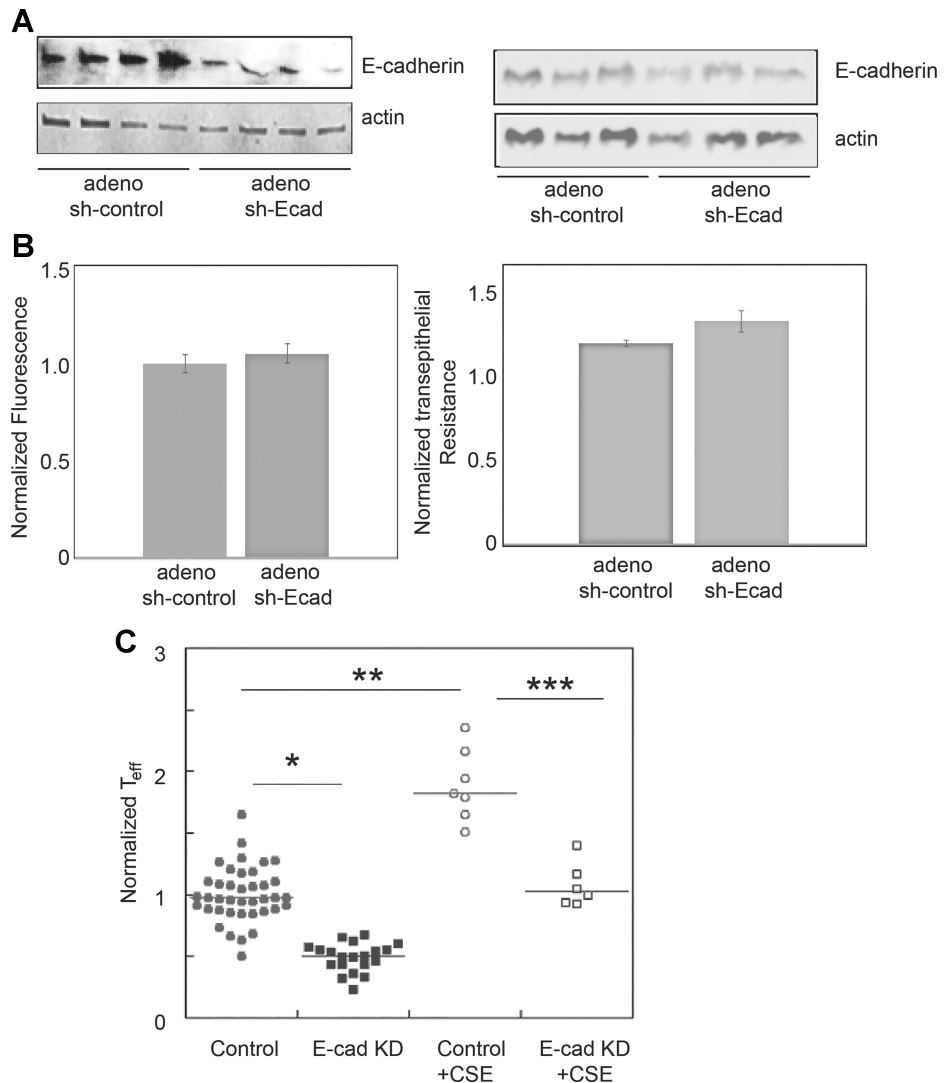 A
E-cadherin
actin
adeno
sh-control
adeno
sh-Ecad
E-cadherin
actin
adeno
sh-control
adeno
sh-Ecad
B
Normalized Fluorescence
1.5
1.0
0.5
0
adeno
sh-control
adeno
sh-Ecad
Normalized transepithelial
Resistance
1.5
1.0
0.5
0
adeno
sh-control
adeno
sh-Ecad
C
Normalized Teff
3
2
1
0
*
**
***
Control
E-cad KD
Control
+CSE
E-cad KD
+CSE